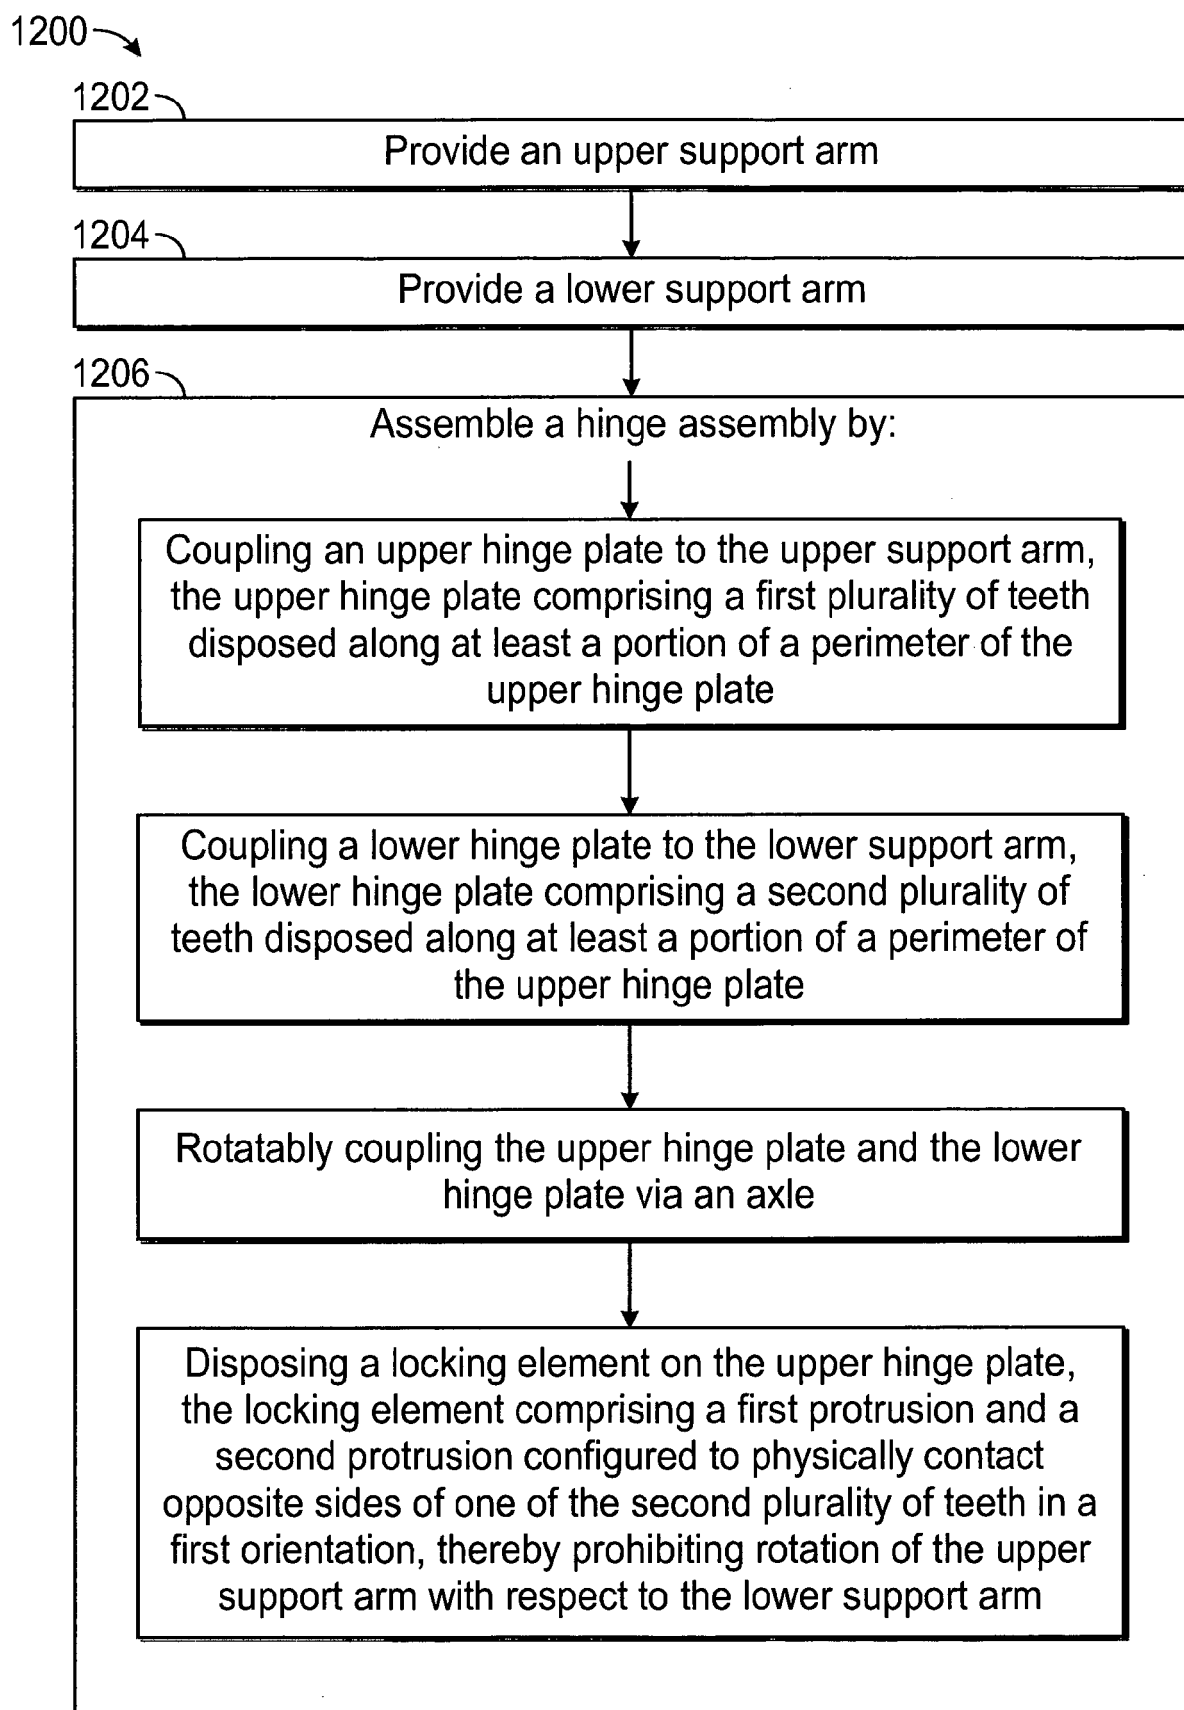 1200
1202
Provide an upper support arm
1204
Provide a lower support arm
1206
Assemble a hinge assembly by:
Coupling an upper hinge plate to the upper support arm,
the upper hinge plate comprising a first plurality of teeth
disposed along at least a portion of a perimeter of the
upper hinge plate
Coupling a lower hinge plate to the lower support arm,
the lower hinge plate comprising a second plurality of
teeth disposed along at least a portion of a perimeter of
the upper hinge plate
Rotatably coupling the upper hinge plate and the lower
hinge plate via an axle
Disposing a locking element on the upper hinge plate,
the locking element comprising a first protrusion and a
second protrusion configured to physically contact
opposite sides of one of the second plurality of teeth in a
first orientation, thereby prohibiting rotation of the upper
support arm with respect to the lower support arm